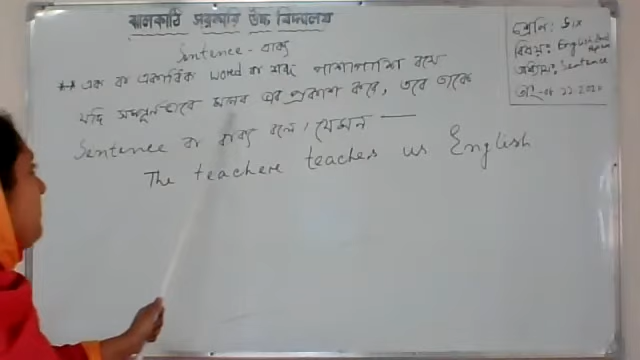 ঝালকাঠি সরকারি উচ্চ বিদ্যালয়
Sentence - বাক্য
** এক বা একাধিক word বা শব্দ পাশাপাশি বসে
যদি সম্পূর্ণভাবে মনের ভাব প্রকাশ করে, তবে তাকে
Sentence বা বাক্য বলে। যেমন —
The teachere teaches us English
শ্রেণি: Six
বিষয়: English 2nd
Paper
অধ্যায়: Sentence